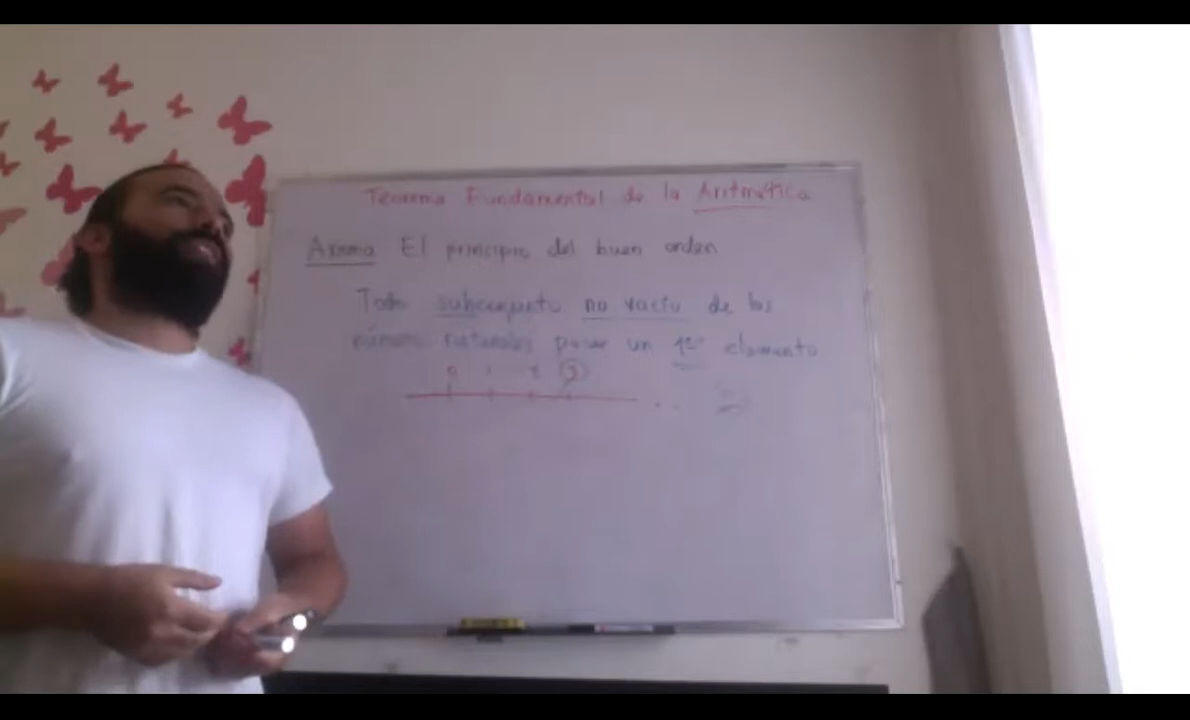 Teorema Fundamental de la Aritmética
Axioma El principio del buen orden
Todo subconjunto no vacío de los
números naturales posee un 1er elemento
0 1 2 3